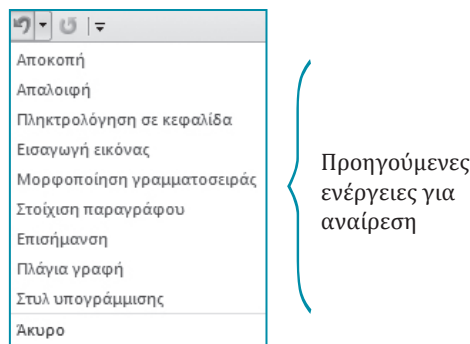 Αποκοπή
Απαλοιφή
Πληκτρολόγηση σε κεφαλίδα
Εισαγωγή εικόνας
Μορφοποίηση γραμματοσειράς
Στοίχιση παραγράφου
Επισήμανση
Πλάγια γραφή
Στυλ υπογράμμισης
Άκυρο
Προηγούμενες
ενέργειες για
αναίρεση